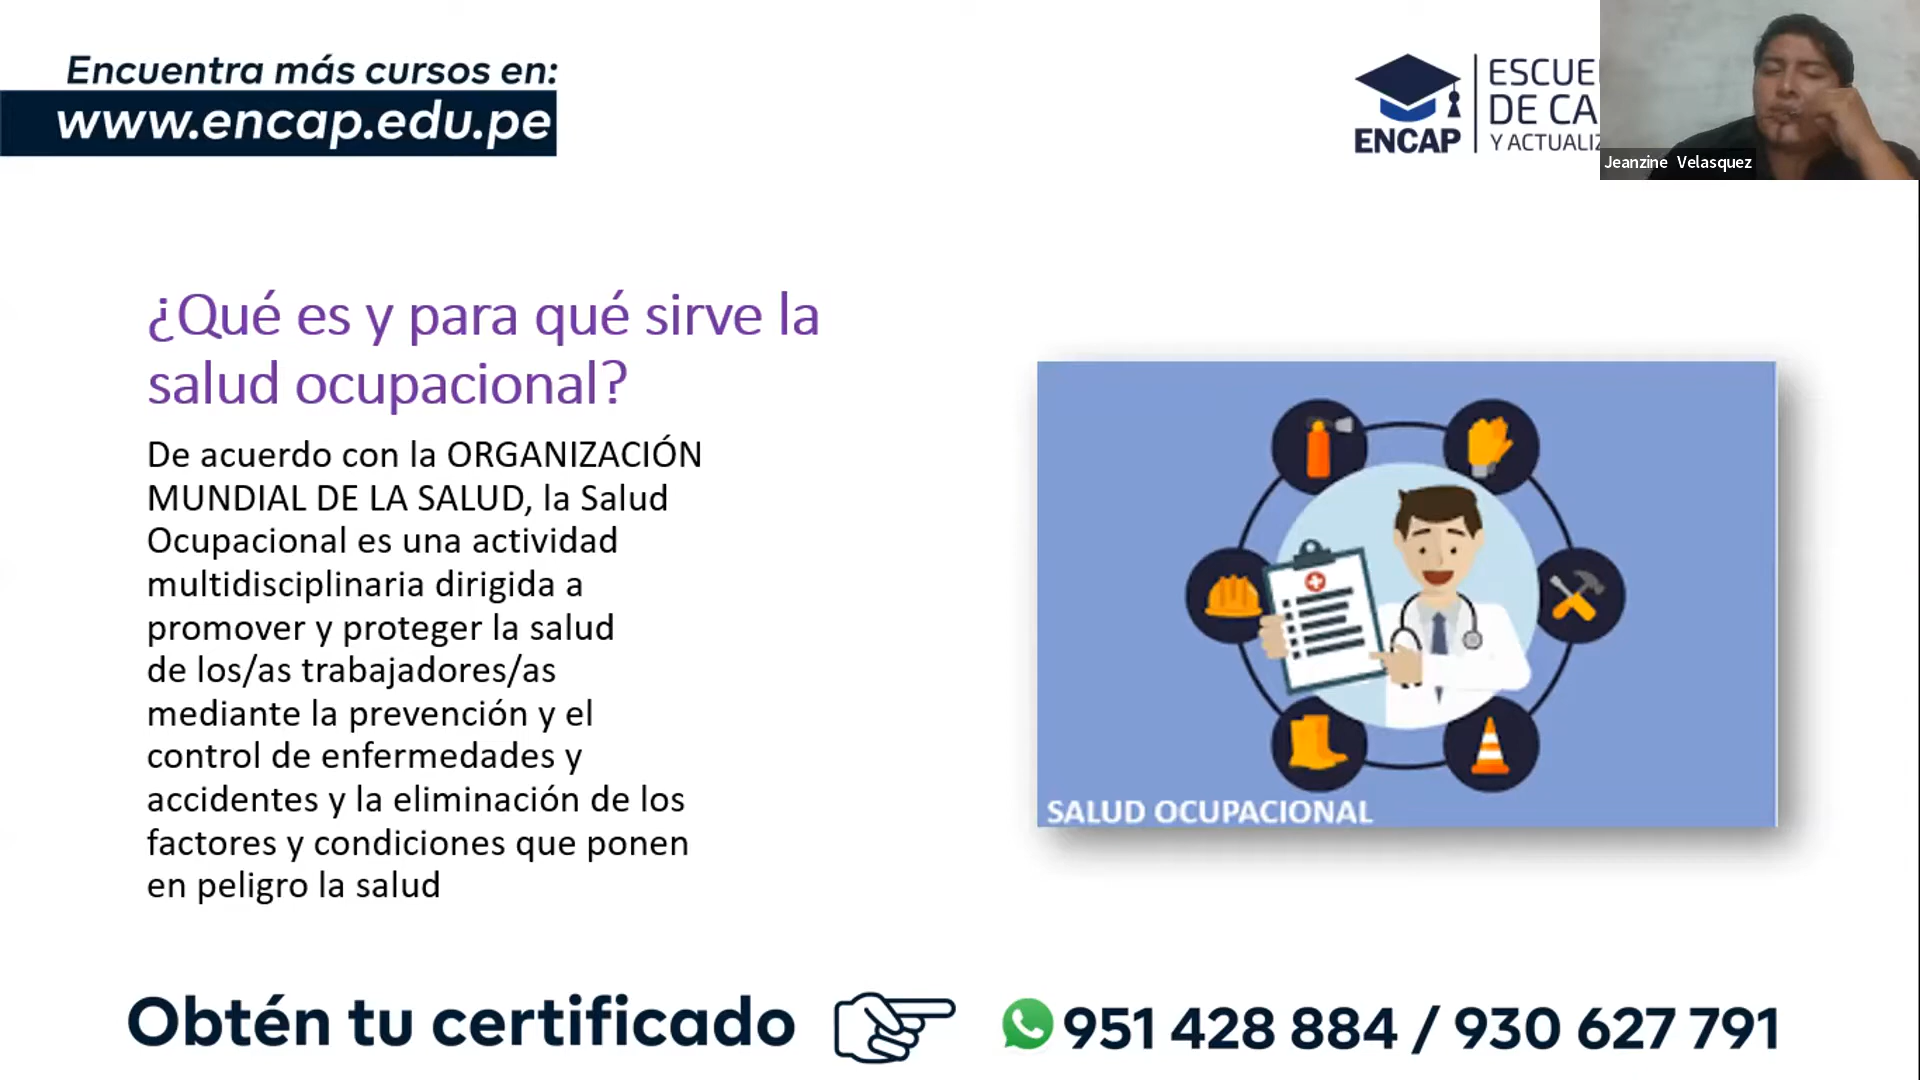 Encuentra más cursos en:
www.encap.edu.pe
ENCAP
ESCUE
DE CA
Y ACTUALIZ
Jeanzine Velasquez
¿Qué es y para qué sirve la
salud ocupacional?
De acuerdo con la ORGANIZACIÓN
MUNDIAL DE LA SALUD, la Salud
Ocupacional es una actividad
multidisciplinaria dirigida a
promover y proteger la salud
de los/as trabajadores/as
mediante la prevención y el
control de enfermedades y
accidentes y la eliminación de los
factores y condiciones que ponen
en peligro la salud
SALUD OCUPACIONAL
Obtén tu certificado
951 428 884 / 930 627 791